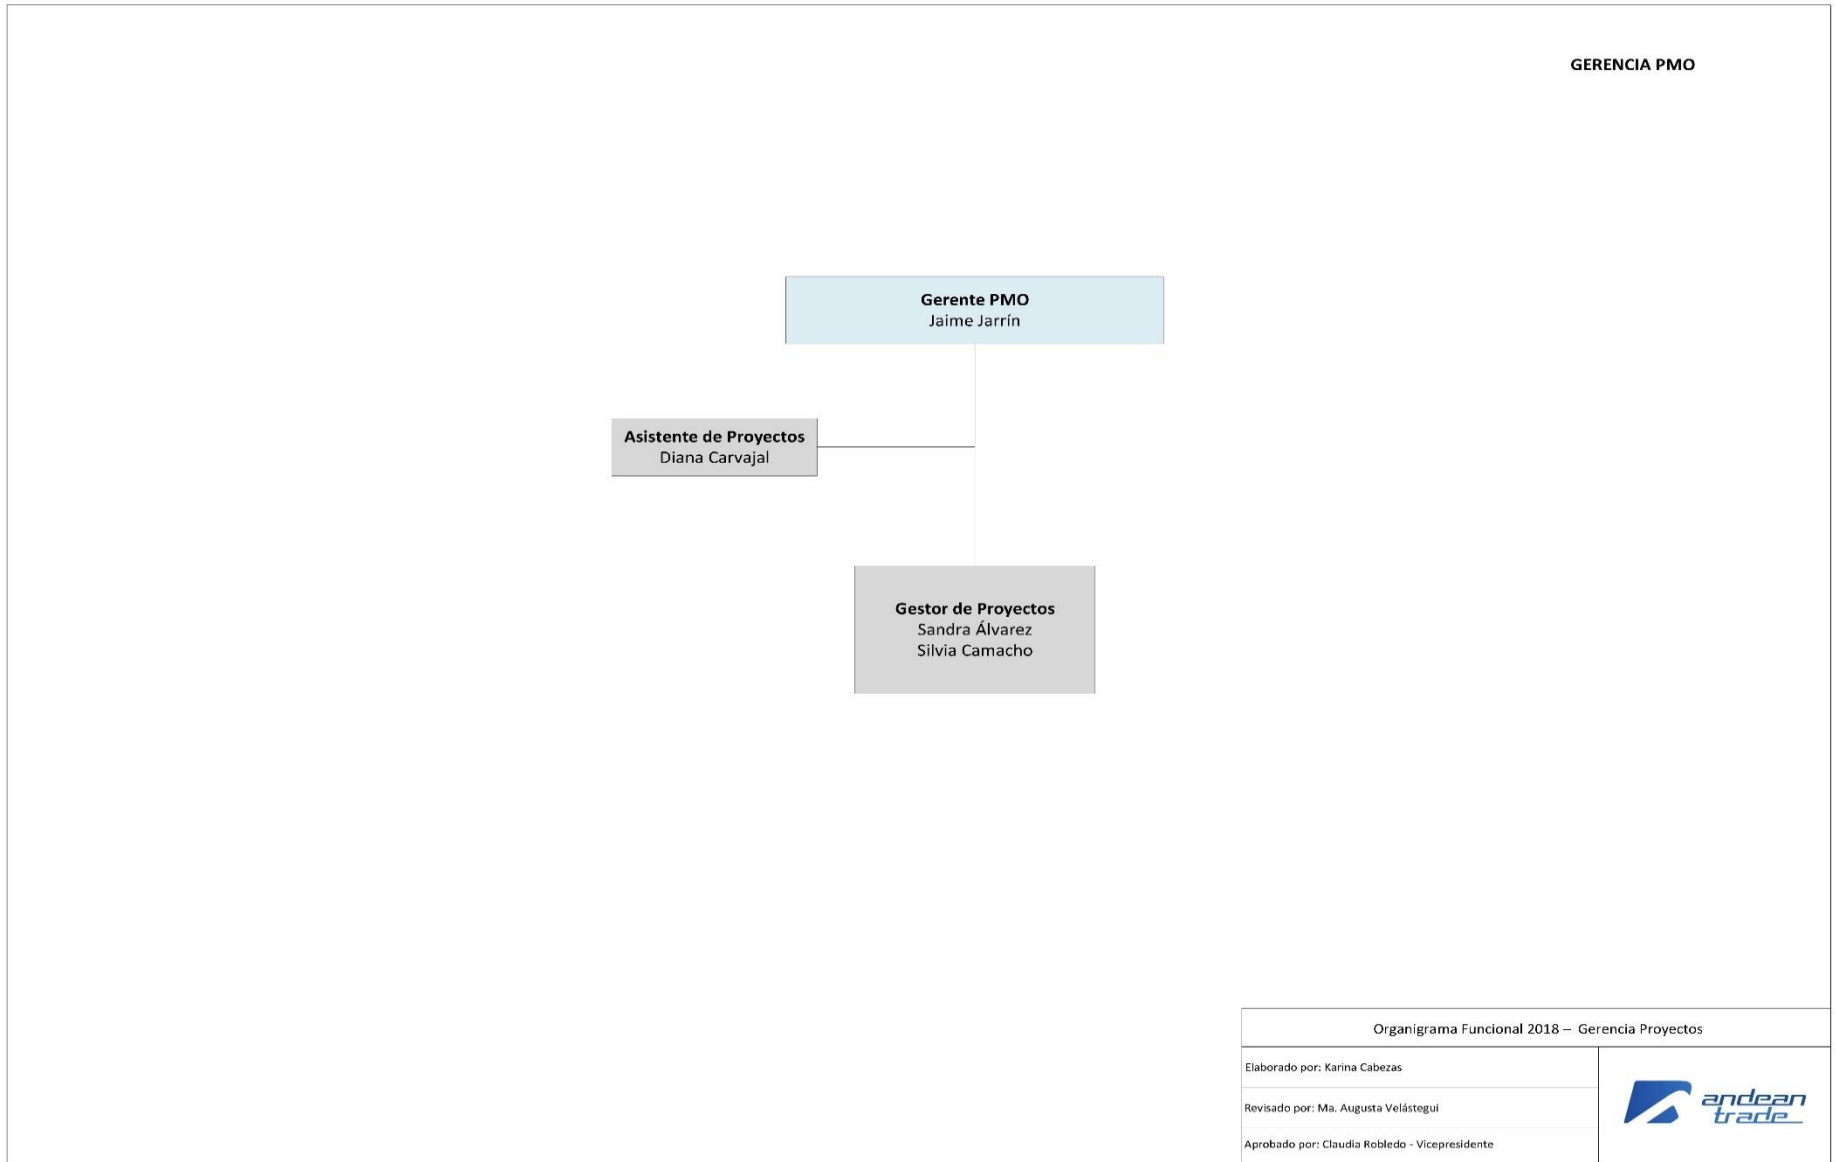 GERENCIA PMO
Gerente PMO
Jaime Jarrín
Asistente de Proyectos
Diana Carvajal
Gestor de Proyectos
Sandra Álvarez
Silvia Camacho
Organigrama Funcional 2018 – Gerencia Proyectos
Elaborado por: Karina Cabezas
Revisado por: Ma. Augusta Velástegui
Aprobado por: Claudia Robledo - Vicepresidente
andean
trade